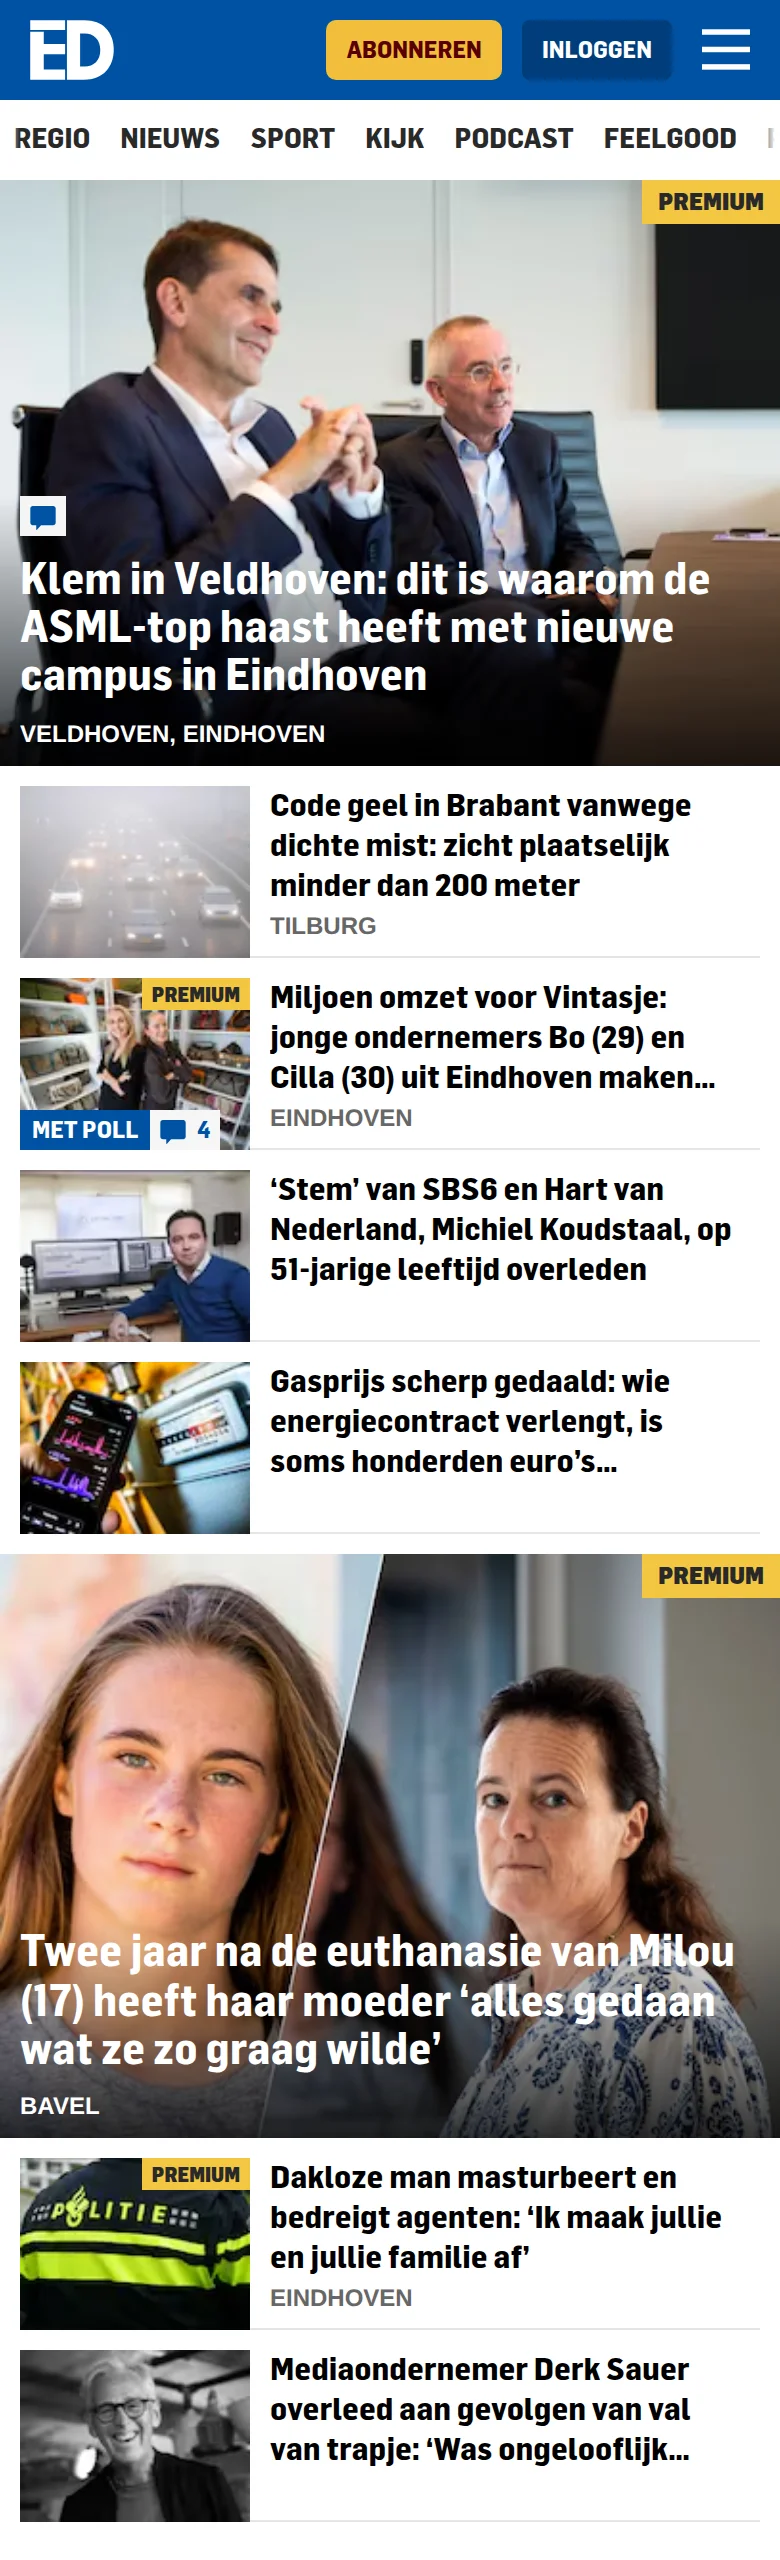 ED
ABONNEREN
INLOGGEN
REGIO NIEUWS SPORT KIJK PODCAST FEELGOOD
PREMIUM
Klem in Veldhoven: dit is waarom de
ASML-top haast heeft met nieuwe
campus in Eindhoven
VELDHOVEN, EINDHOVEN
Code geel in Brabant vanwege
dichte mist: zicht plaatselijk
minder dan 200 meter
TILBURG
PREMIUM
MET POLL 4
Miljoen omzet voor Vintasje:
jonge ondernemers Bo (29) en
Cilla (30) uit Eindhoven maken...
EINDHOVEN
‘Stem’ van SBS6 en Hart van
Nederland, Michiel Koudstaal, op
51-jarige leeftijd overleden
Gasprijs scherp gedaald: wie
energiecontract verlengt, is
soms honderden euro’s...
PREMIUM
Twee jaar na de euthanasie van Milou
(17) heeft haar moeder ‘alles gedaan
wat ze zo graag wilde’
BAVEL
PREMIUM
POLITIE
Dakloze man masturbeert en
bedreigt agenten: ‘Ik maak jullie
en jullie familie af’
EINDHOVEN
Mediaondernemer Derk Sauer
overleed aan gevolgen van val
van trapje: ‘Was ongelooflijk...